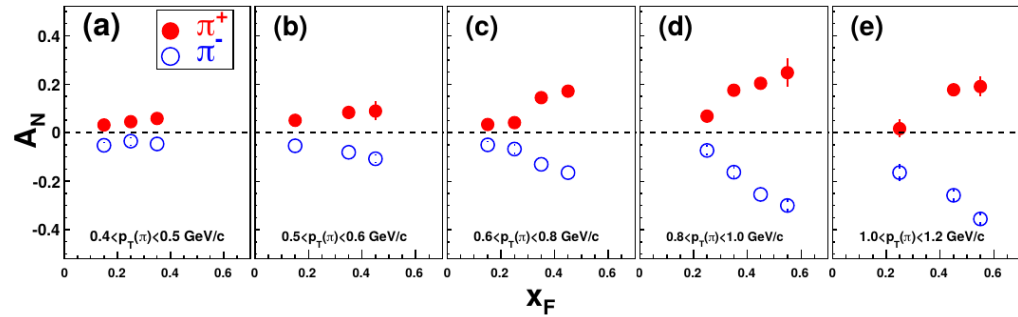 (a) π+ π-
(b)
(c)
(d)
(e)
A_N
0.4
0.2
0
-0.2
-0.4
0.4<p_T(π)<0.5 GeV/c
0.5<p_T(π)<0.6 GeV/c
0.6<p_T(π)<0.8 GeV/c
0.8<p_T(π)<1.0 GeV/c
1.0<p_T(π)<1.2 GeV/c
0 0.2 0.4 0.6
0 0.2 0.4 0.6
0 0.2 0.4 0.6
0 0.2 0.4 0.6
0 0.2 0.4 0.6
x_F